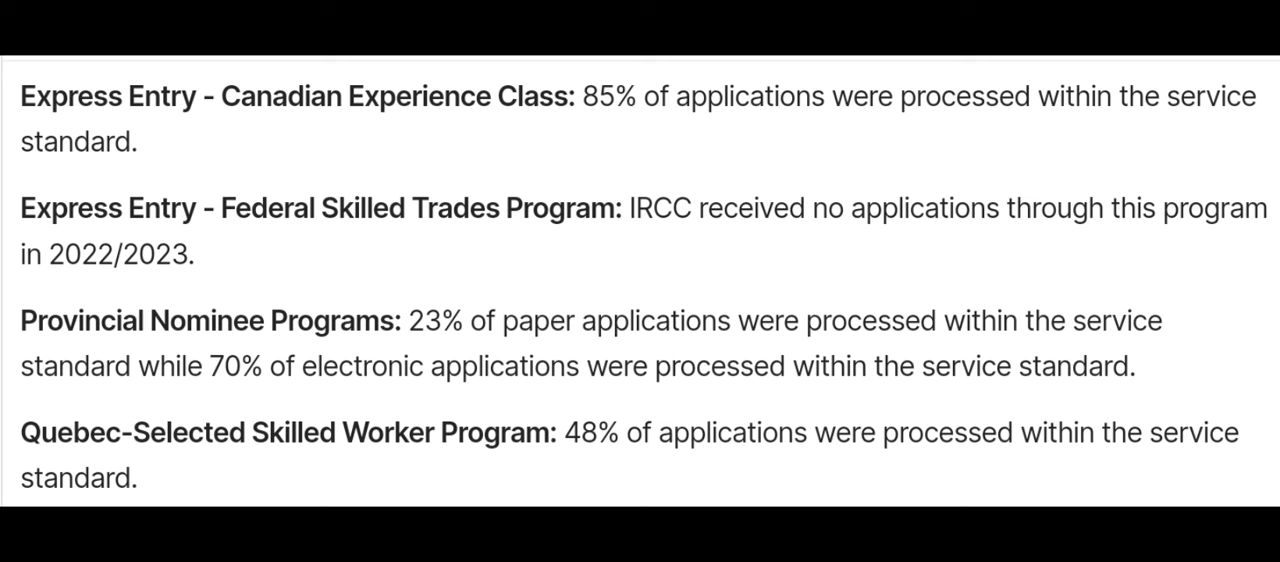 Express Entry - Canadian Experience Class: 85% of applications were processed within the service
standard.
Express Entry - Federal Skilled Trades Program: IRCC received no applications through this program
in 2022/2023.
Provincial Nominee Programs: 23% of paper applications were processed within the service
standard while 70% of electronic applications were processed within the service standard.
Quebec-Selected Skilled Worker Program: 48% of applications were processed within the service
standard.